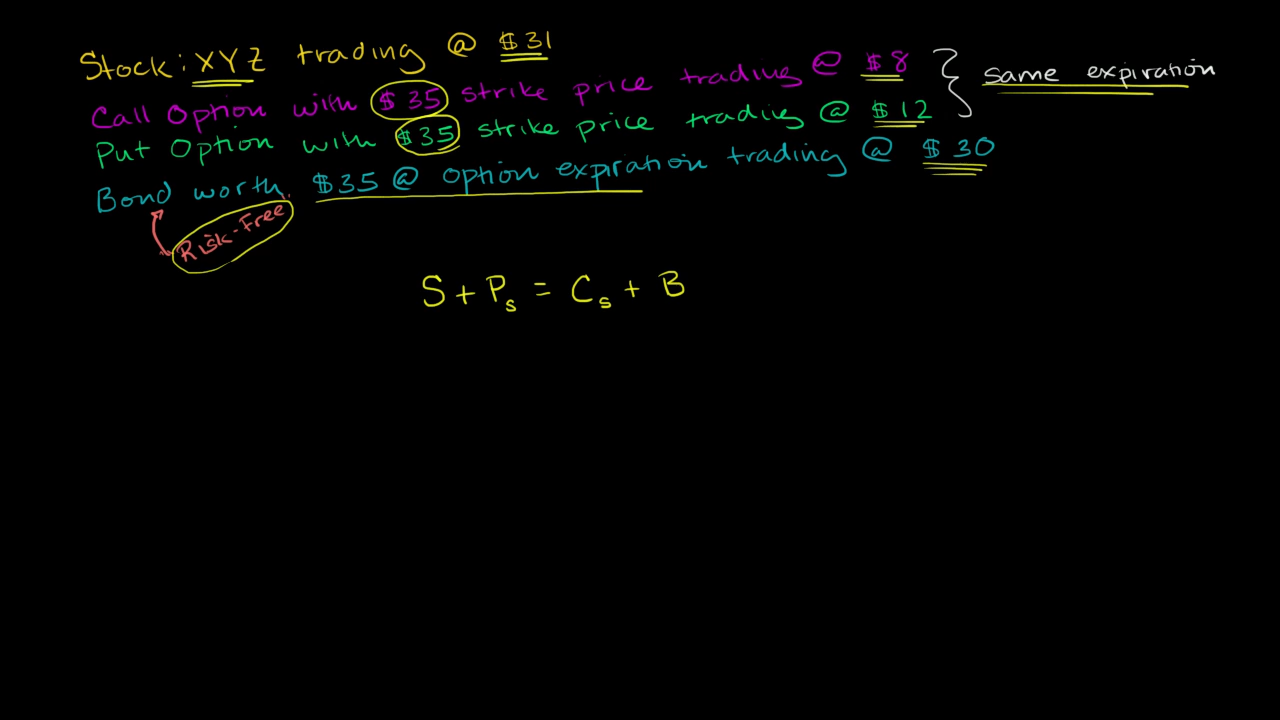 Stock: XYZ trading @ $31
Call Option with $35 strike price trading @ $8
Put Option with $35 strike price trading @ $12
same expiration
Bond worth $35 @ option expiration trading @ $30
Risk-Free
S + Ps = Cs + B